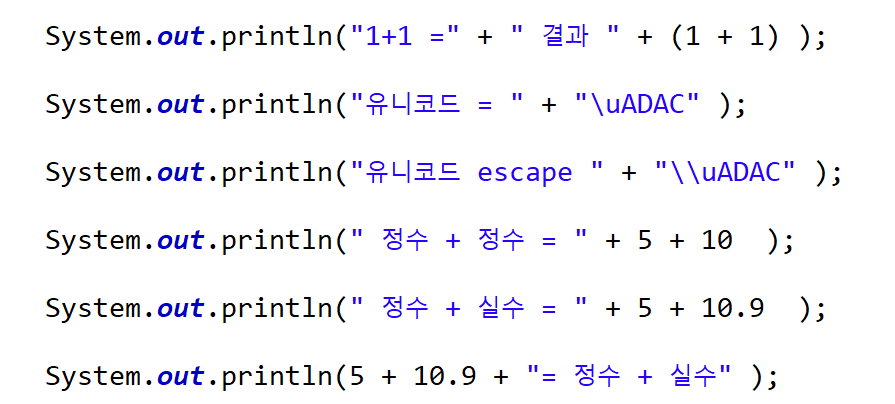 System.out.println("1+1 =" + " 결과 " + (1 + 1) );
System.out.println("유니코드 = " + "\uADAC" );
System.out.println("유니코드 escape " + "\\uADAC" );
System.out.println(" 정수 + 정수 = " + 5 + 10  );
System.out.println(" 정수 + 실수 = " + 5 + 10.9  );
System.out.println(5 + 10.9 + "= 정수 + 실수" );